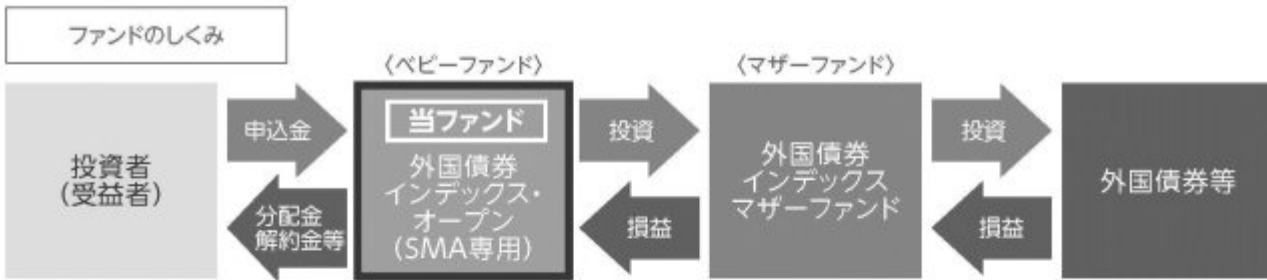 ファンドのしくみ
〈ベビーファンド〉
〈マザーファンド〉
投資者
(受益者)
申込金
分配金
解約金等
当ファンド
外国債券
インデックス・
オープン
(SMA専用)
投資
損益
外国債券
インデックス
マザーファンド
投資
損益
外国債券等